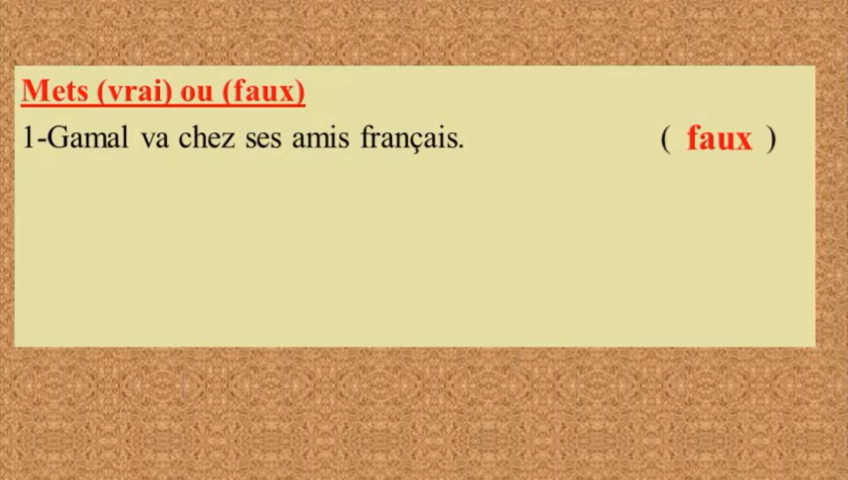 Mets (vrai) ou (faux)
1-Gamal va chez ses amis français. ( faux )